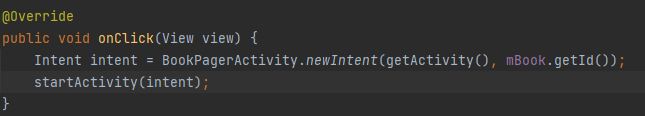 @Override
public void onClick(View view) {
    Intent intent = BookPagerActivity.newIntent(getActivity(), mBook.getId());
    startActivity(intent);
}